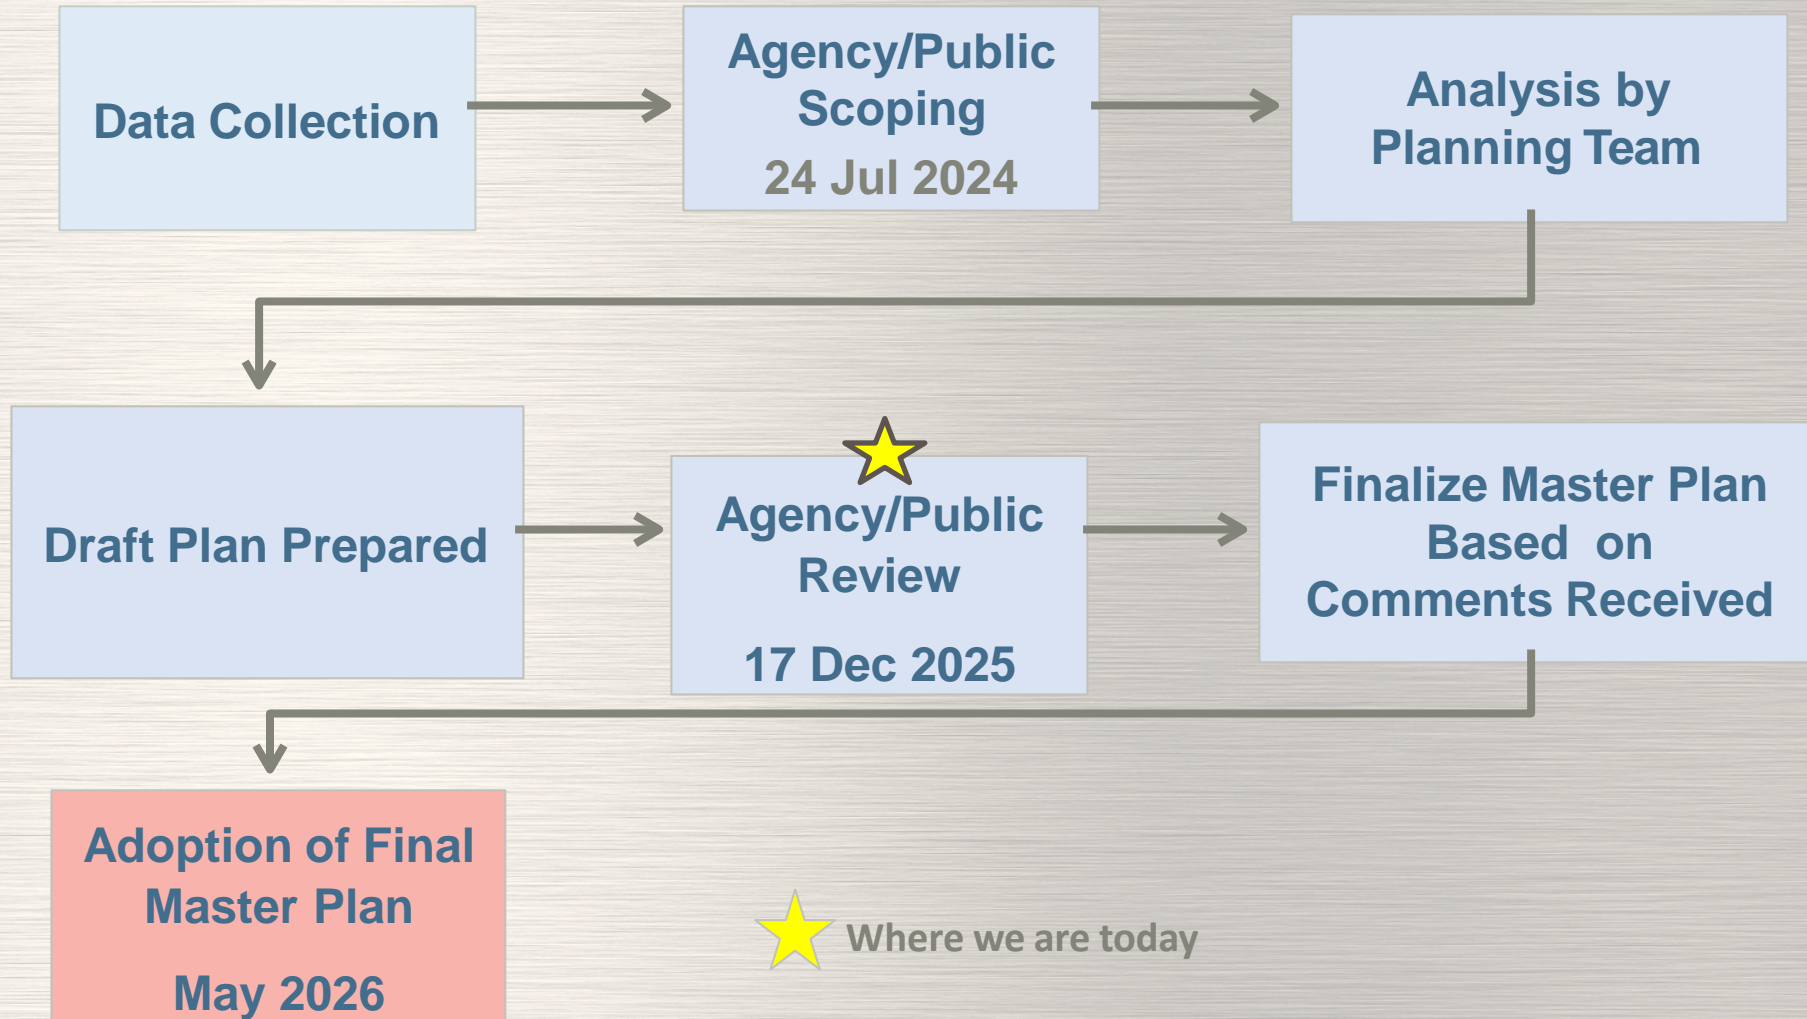 Data Collection
Agency/Public
Scoping
24 Jul 2024
Analysis by
Planning Team
Draft Plan Prepared
Agency/Public
Review
17 Dec 2025
Finalize Master Plan
Based  on
Comments Received
Adoption of Final
Master Plan
May 2026
Where we are today